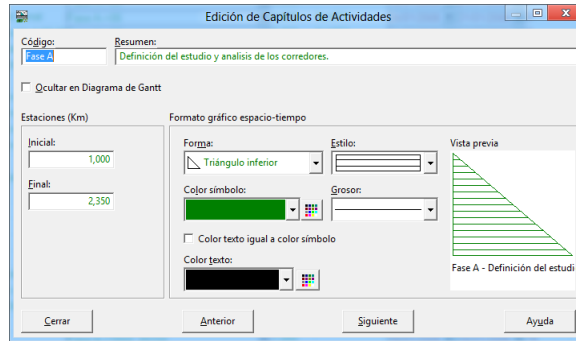 Edición de Capítulos de Actividades
Código:
Resumen:
Fase A
Definición del estudio y analisis de los corredores.
Ocultar en Diagrama de Gantt
Estaciones (Km)
Formato gráfico espacio-tiempo
Inicial:
Forma:
Estilo:
Vista previa
1,000
Triángulo inferior
Final:
Color símbolo:
Grosor:
2,350
Color texto igual a color símbolo
Color texto:
Fase A - Definición del estudi
Cerrar
Anterior
Siguiente
Ayuda